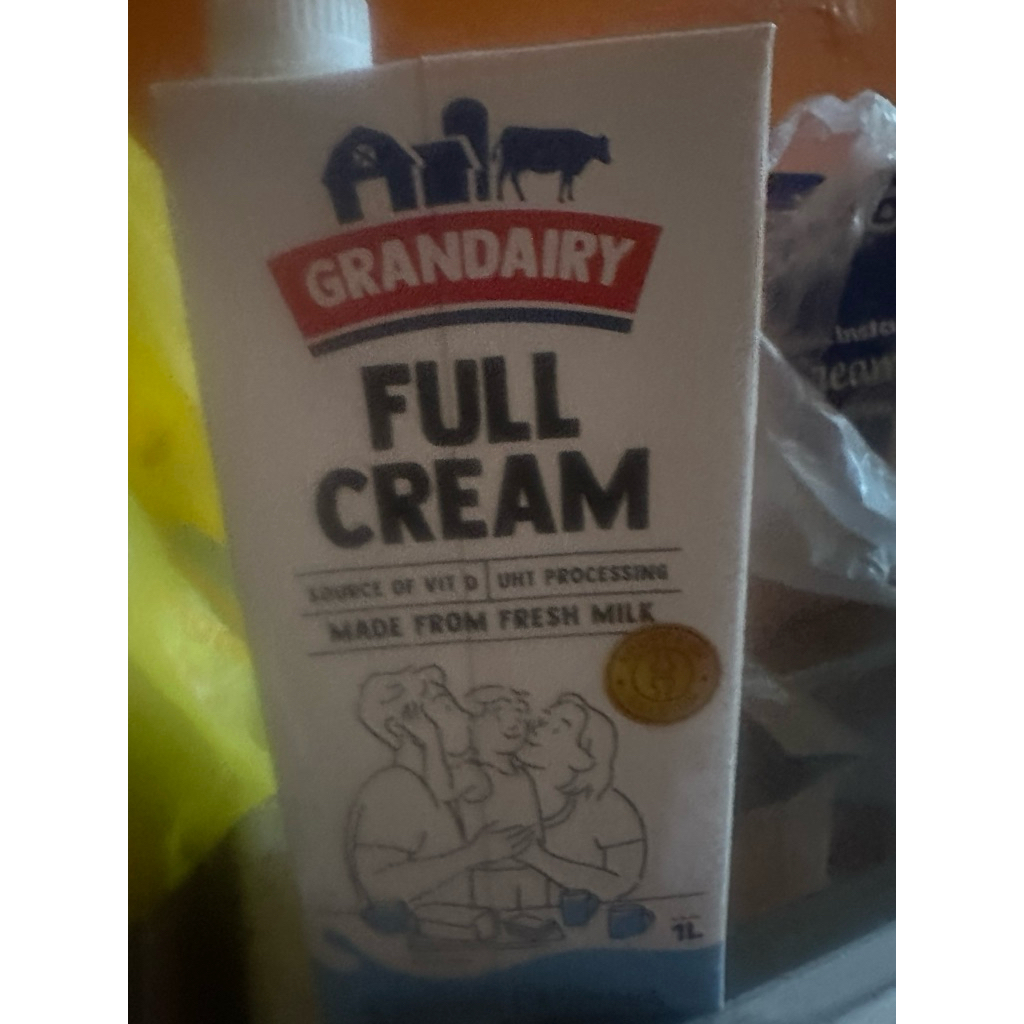 GRANDAIRY
FULL
CREAM
SOURCE OF VIT D UHT PROCESSING
MADE FROM FRESH MILK
1L